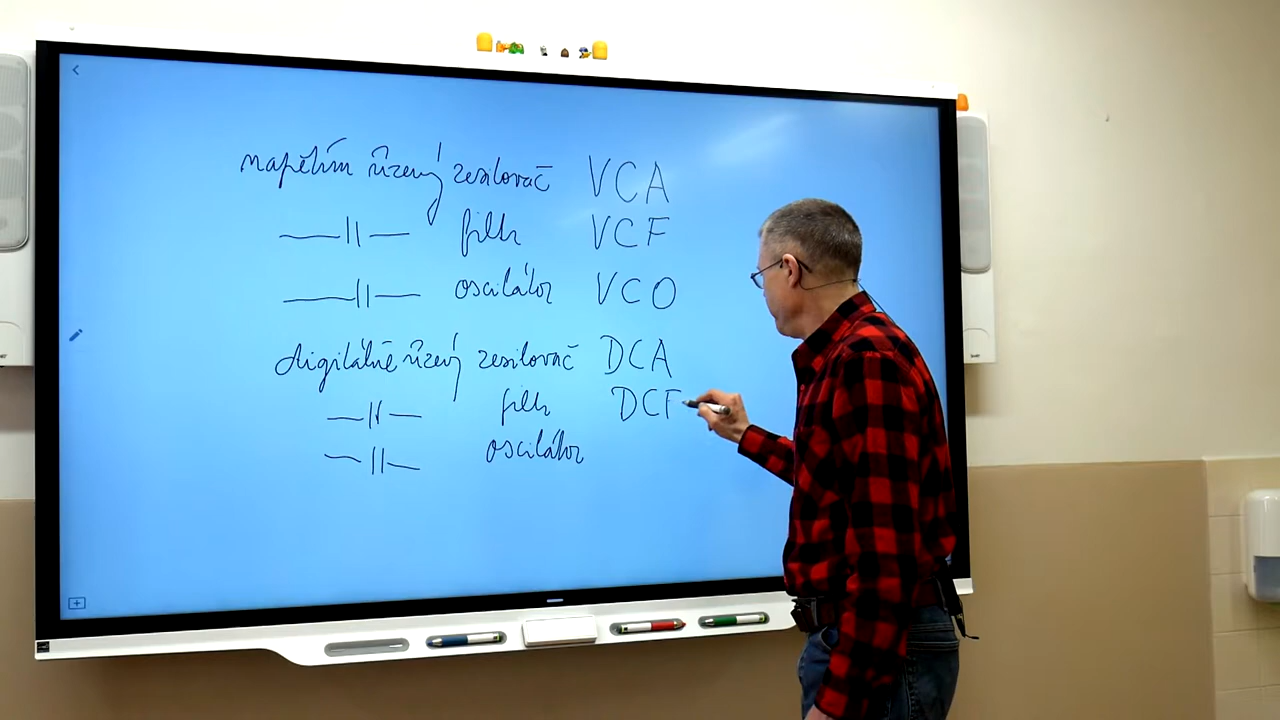 napětím řízený zesilovač VCA
—||— filtr VCF
—||— oscilátor VCO
digitálně řízený zesilovač DCA
—||— filtr DCF
—||— oscilátor